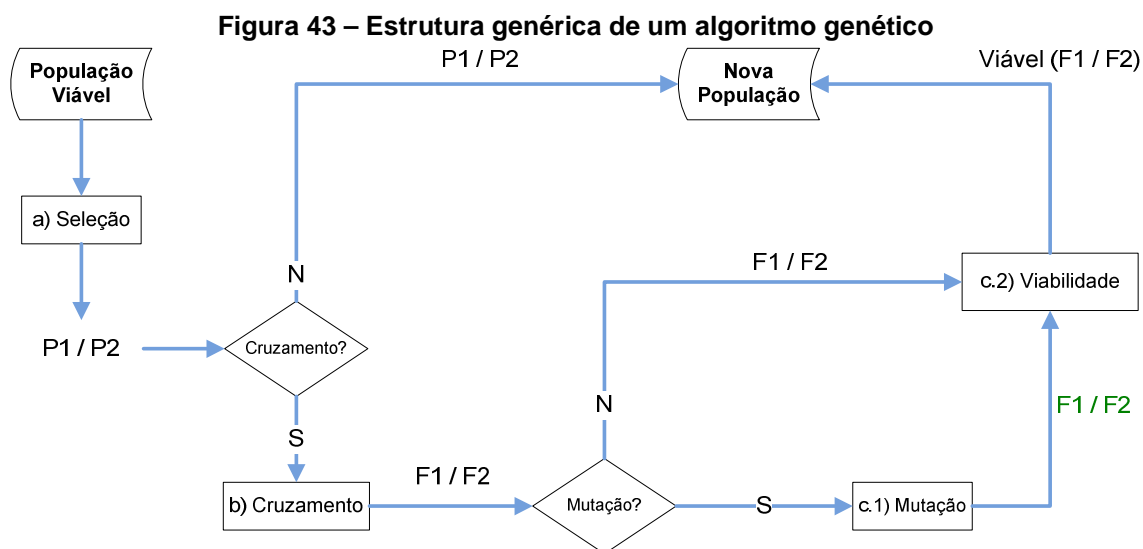 Figura 43 – Estrutura genérica de um algoritmo genético
População
Viável
P1 / P2
Nova
População
Viável (F1 / F2)
a) Seleção
N
F1 / F2
c.2) Viabilidade
P1 / P2
Cruzamento?
N
F1 / F2
S
F1 / F2
b) Cruzamento
Mutação?
S
c.1) Mutação